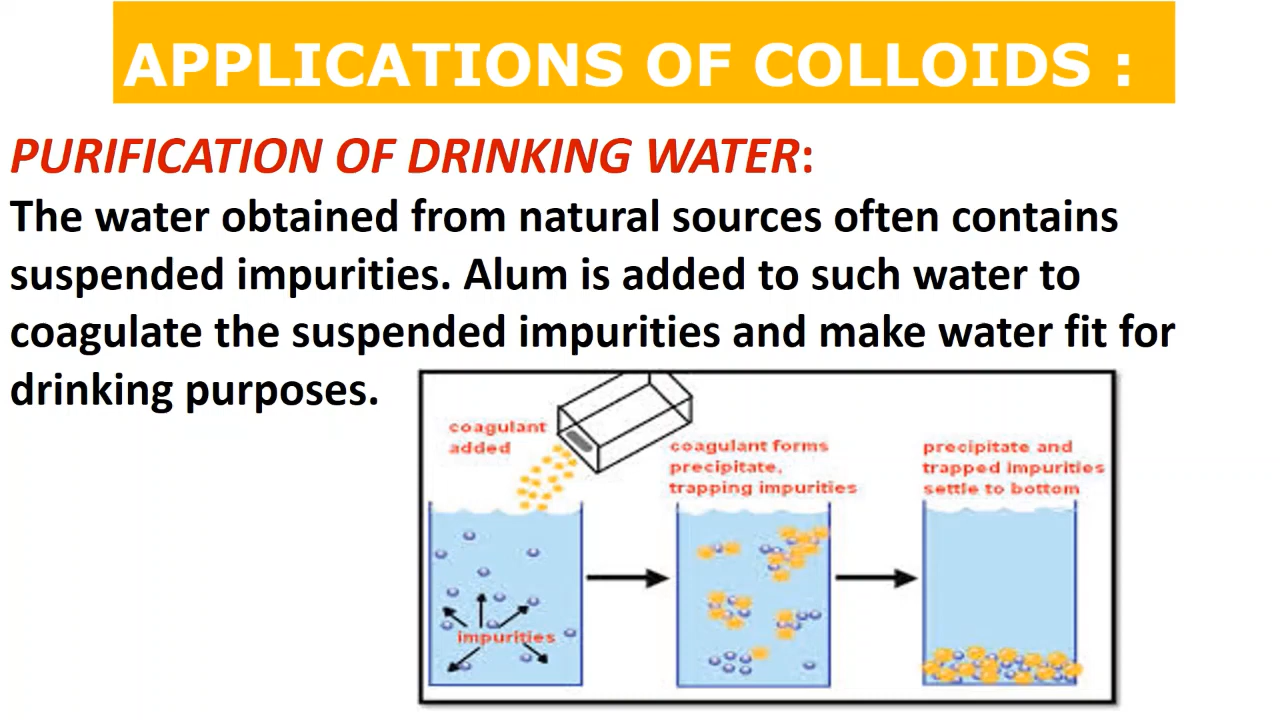 APPLICATIONS OF COLLOIDS :
PURIFICATION OF DRINKING WATER:
The water obtained from natural sources often contains
suspended impurities. Alum is added to such water to
coagulate the suspended impurities and make water fit for
drinking purposes.
coagulant
added
coagulant forms
precipitate,
trapping impurities
precipitate and
trapped impurities
settle to bottom
impurities